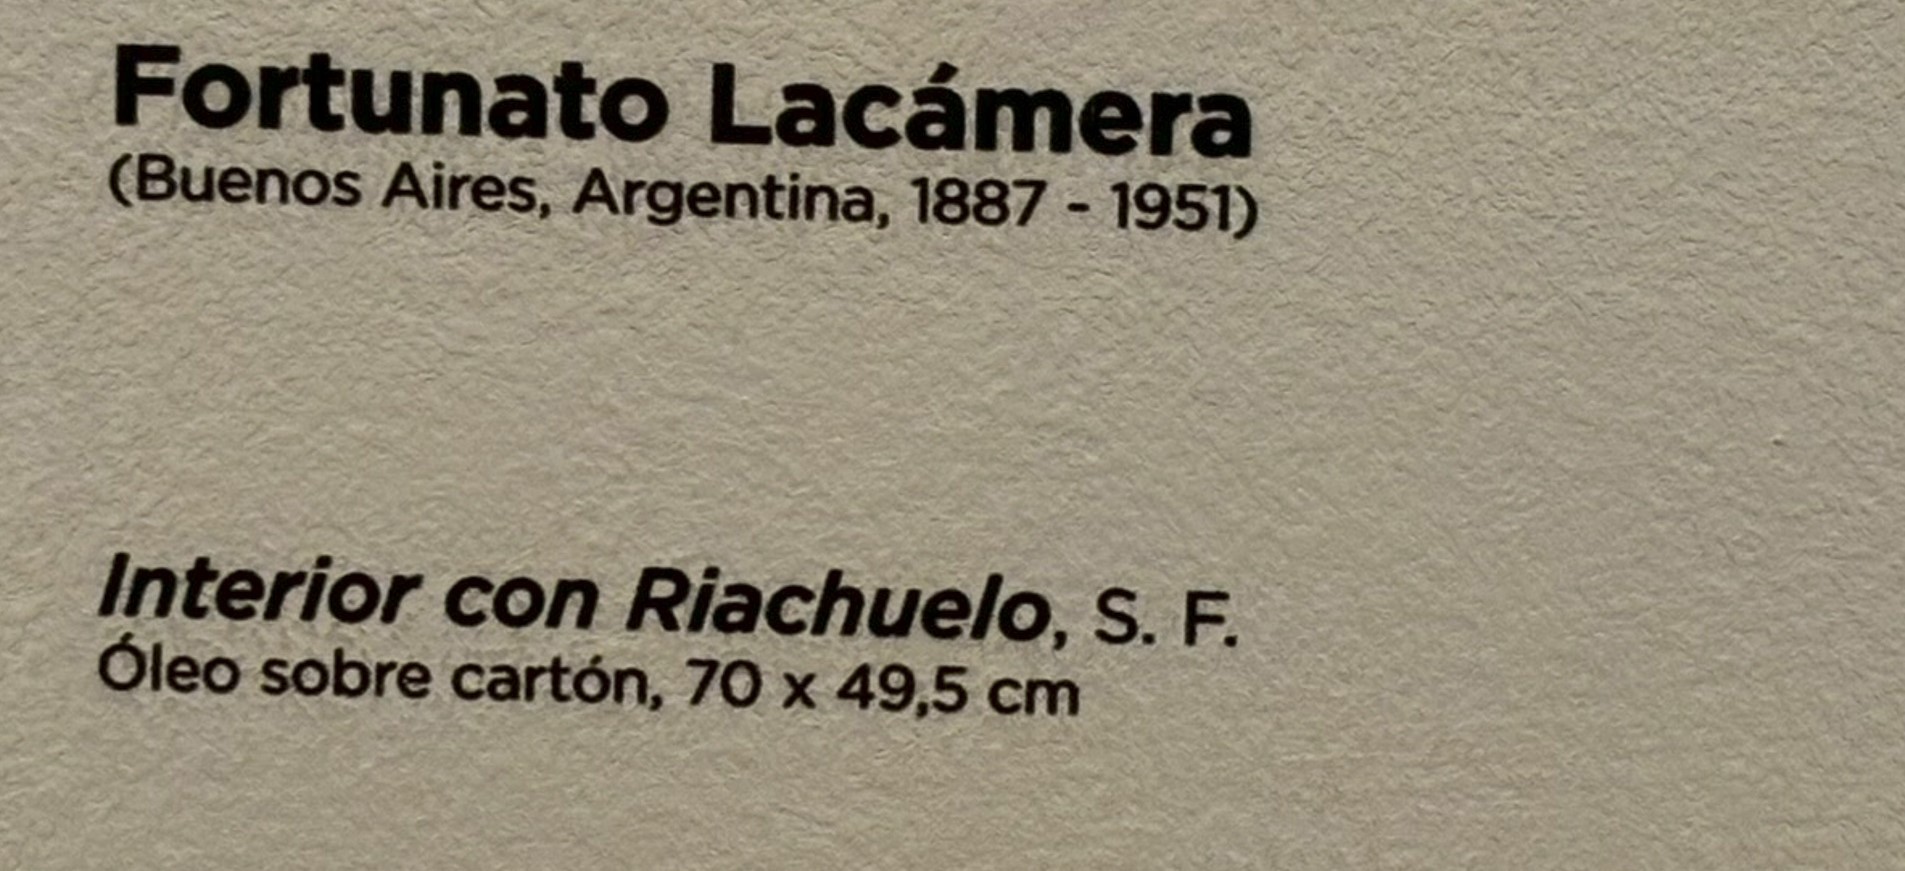 Fortunato Lacámera
(Buenos Aires, Argentina, 1887 - 1951)
Interior con Riachuelo, S. F.
Óleo sobre cartón, 70 x 49,5 cm